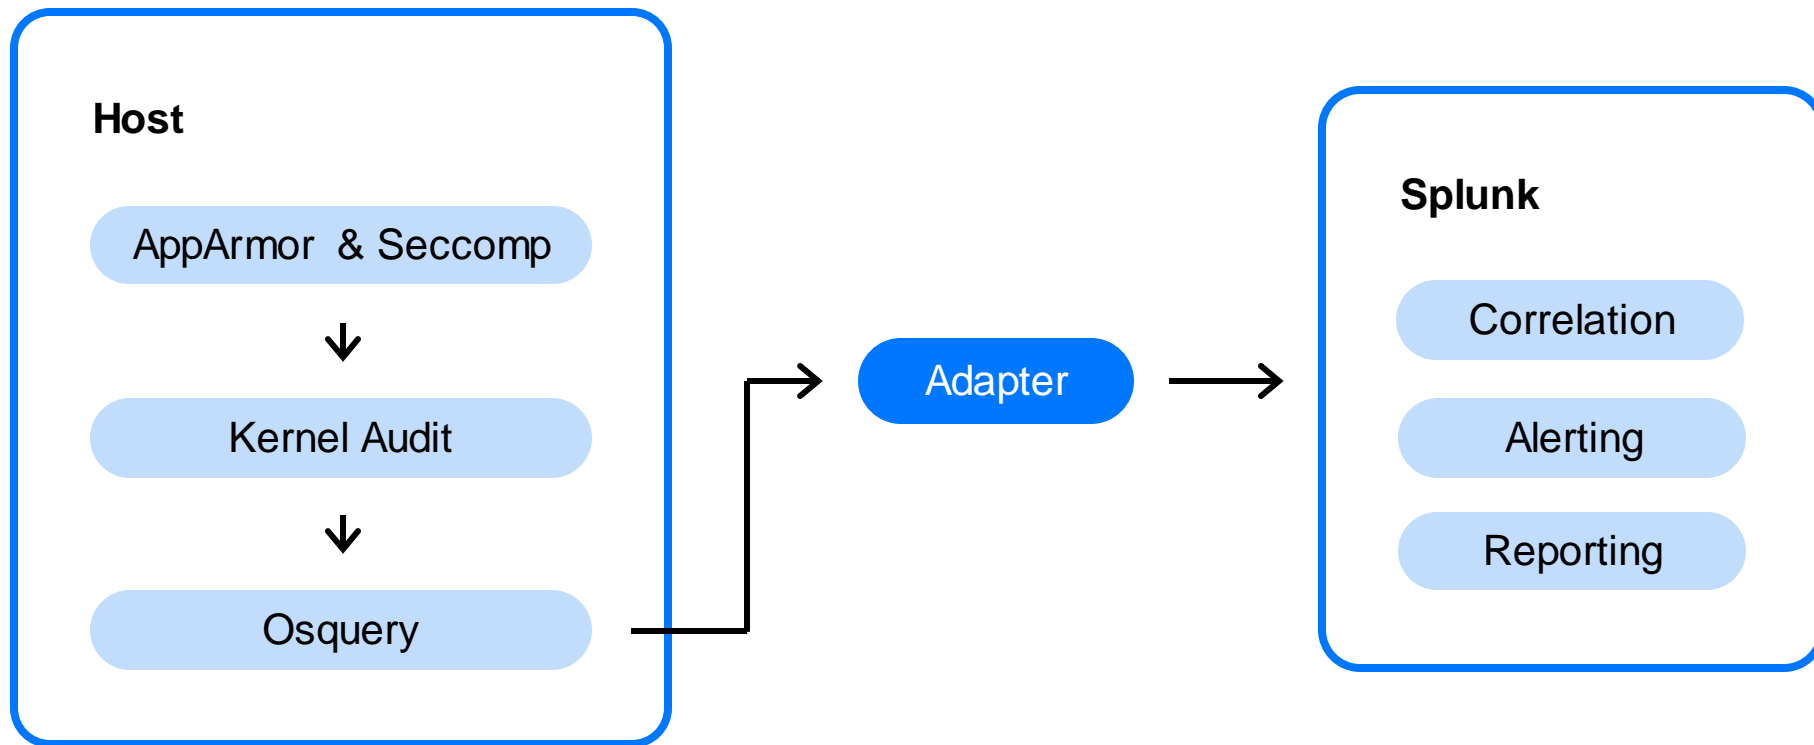 Host
AppArmor & Seccomp
Kernel Audit
Osquery
Adapter
Splunk
Correlation
Alerting
Reporting